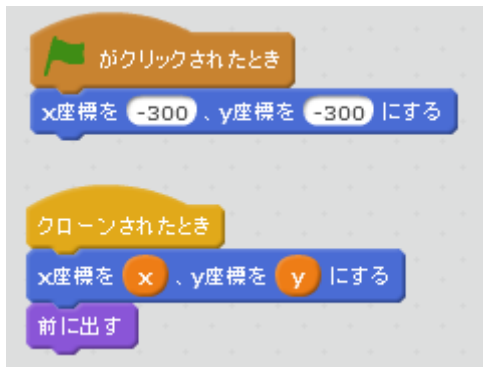 がクリックされたとき
x座標を -300 、y座標を -300 にする
クローンされたとき
x座標を x 、y座標を y にする
前に出す